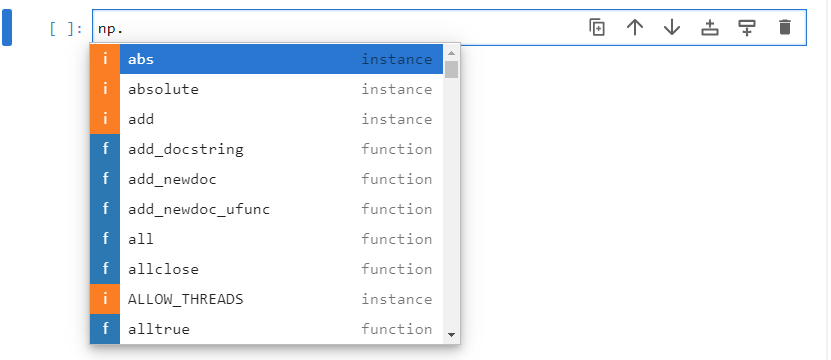 [ ]: np.
i abs instance
i absolute instance
i add instance
f add_docstring function
f add_newdoc function
f add_newdoc_ufunc function
f all function
f allclose function
i ALLOW_THREADS instance
f alltrue function